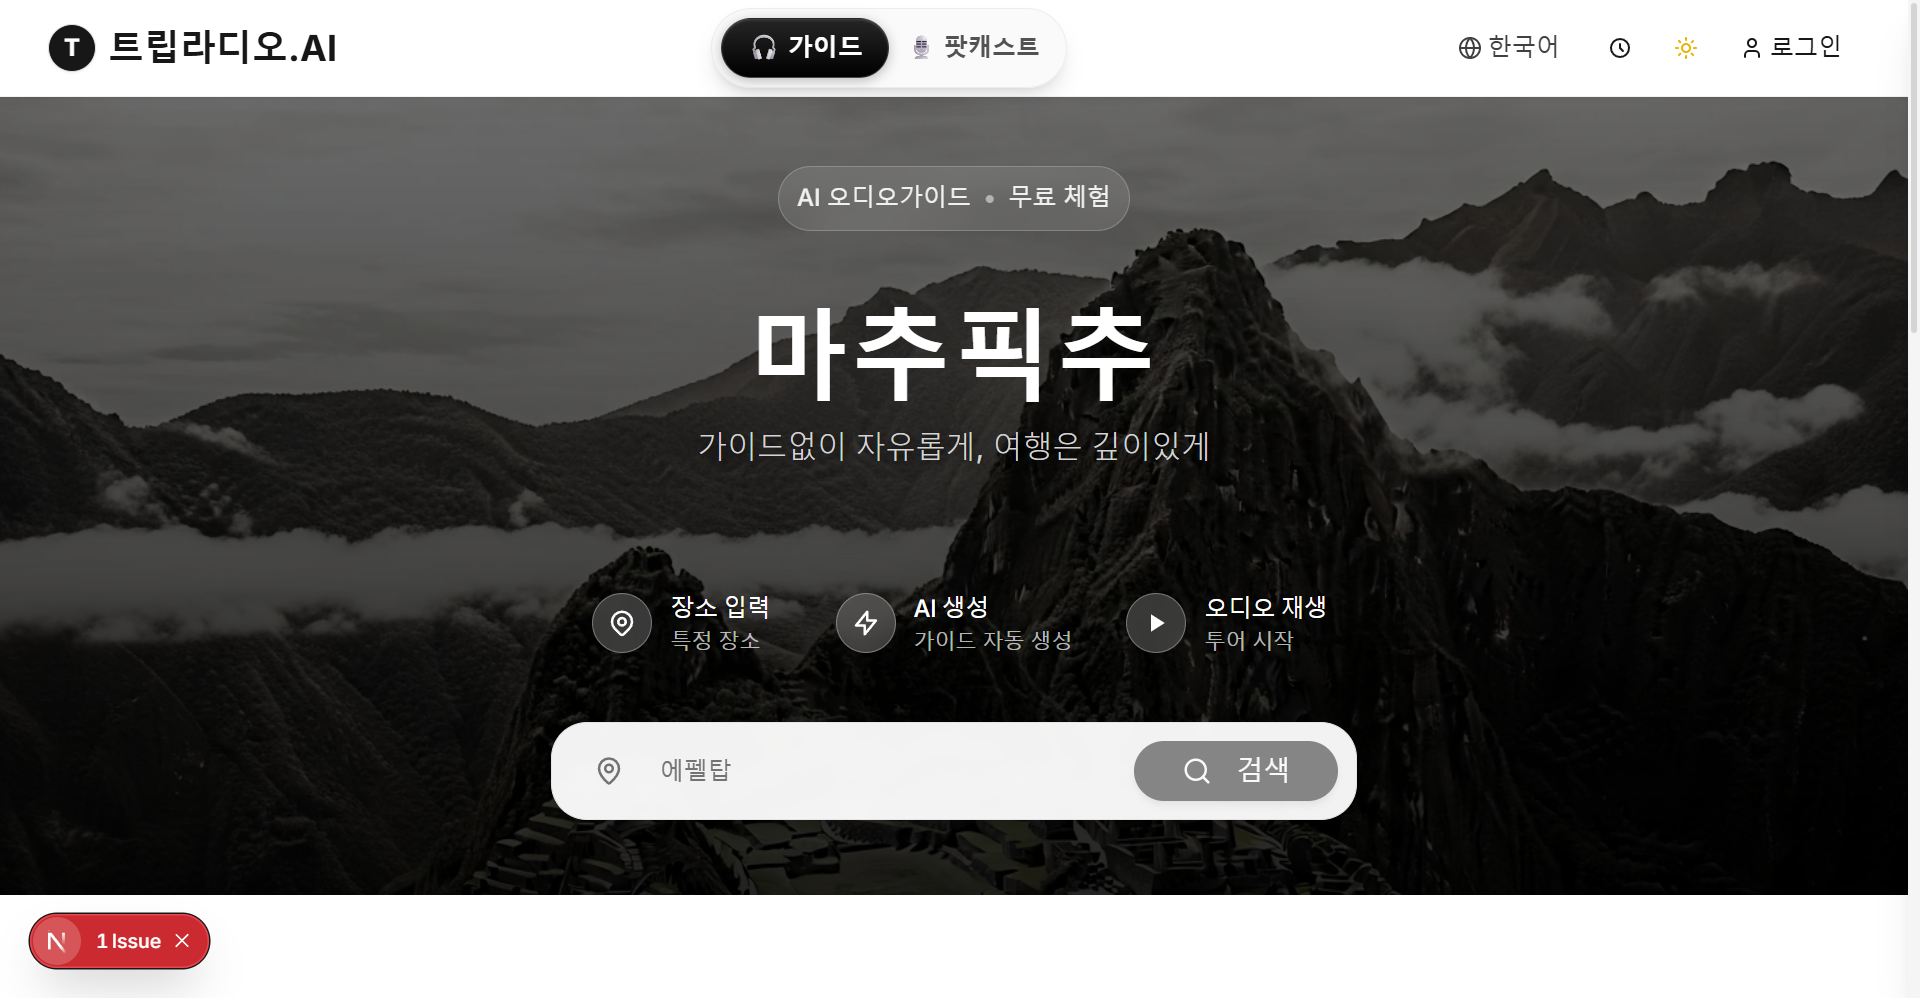 T 트립라디오.AI
가이드
팟캐스트
한국어
로그인
AI 오디오가이드 • 무료 체험
마추픽추
가이드없이 자유롭게, 여행은 깊이있게
장소 입력
특정 장소
AI 생성
가이드 자동 생성
오디오 재생
투어 시작
에펠탑
검색
N 1 Issue